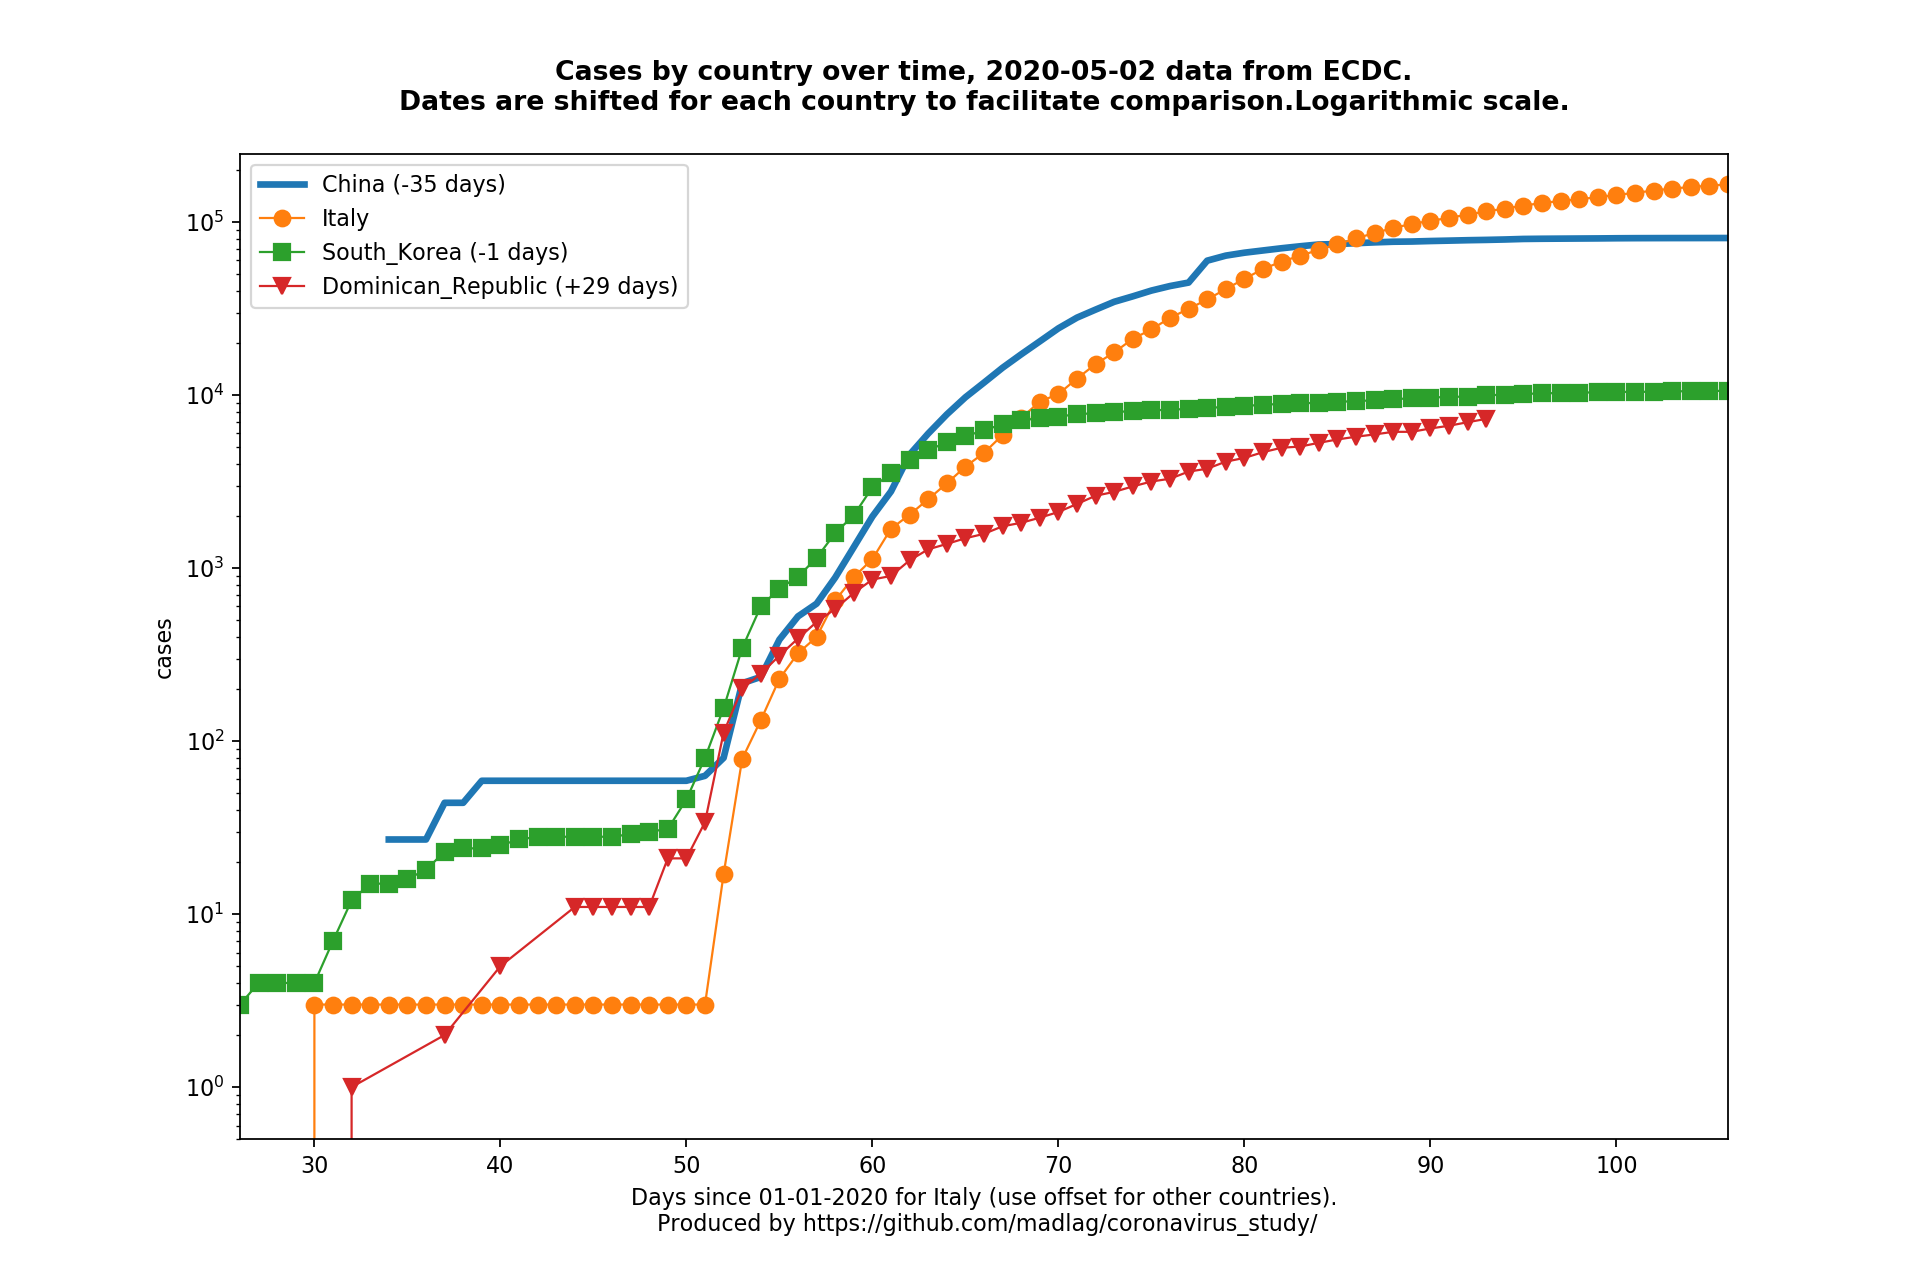 Cases by country over time, 2020-05-02 data from ECDC.
Dates are shifted for each country to facilitate comparison.Logarithmic scale.
China (-35 days)
Italy
South_Korea (-1 days)
Dominican_Republic (+29 days)
10^5
10^4
10^3
10^2
10^1
10^0
cases
30 40 50 60 70 80 90 100
Days since 01-01-2020 for Italy (use offset for other countries).
Produced by https://github.com/madlag/coronavirus_study/